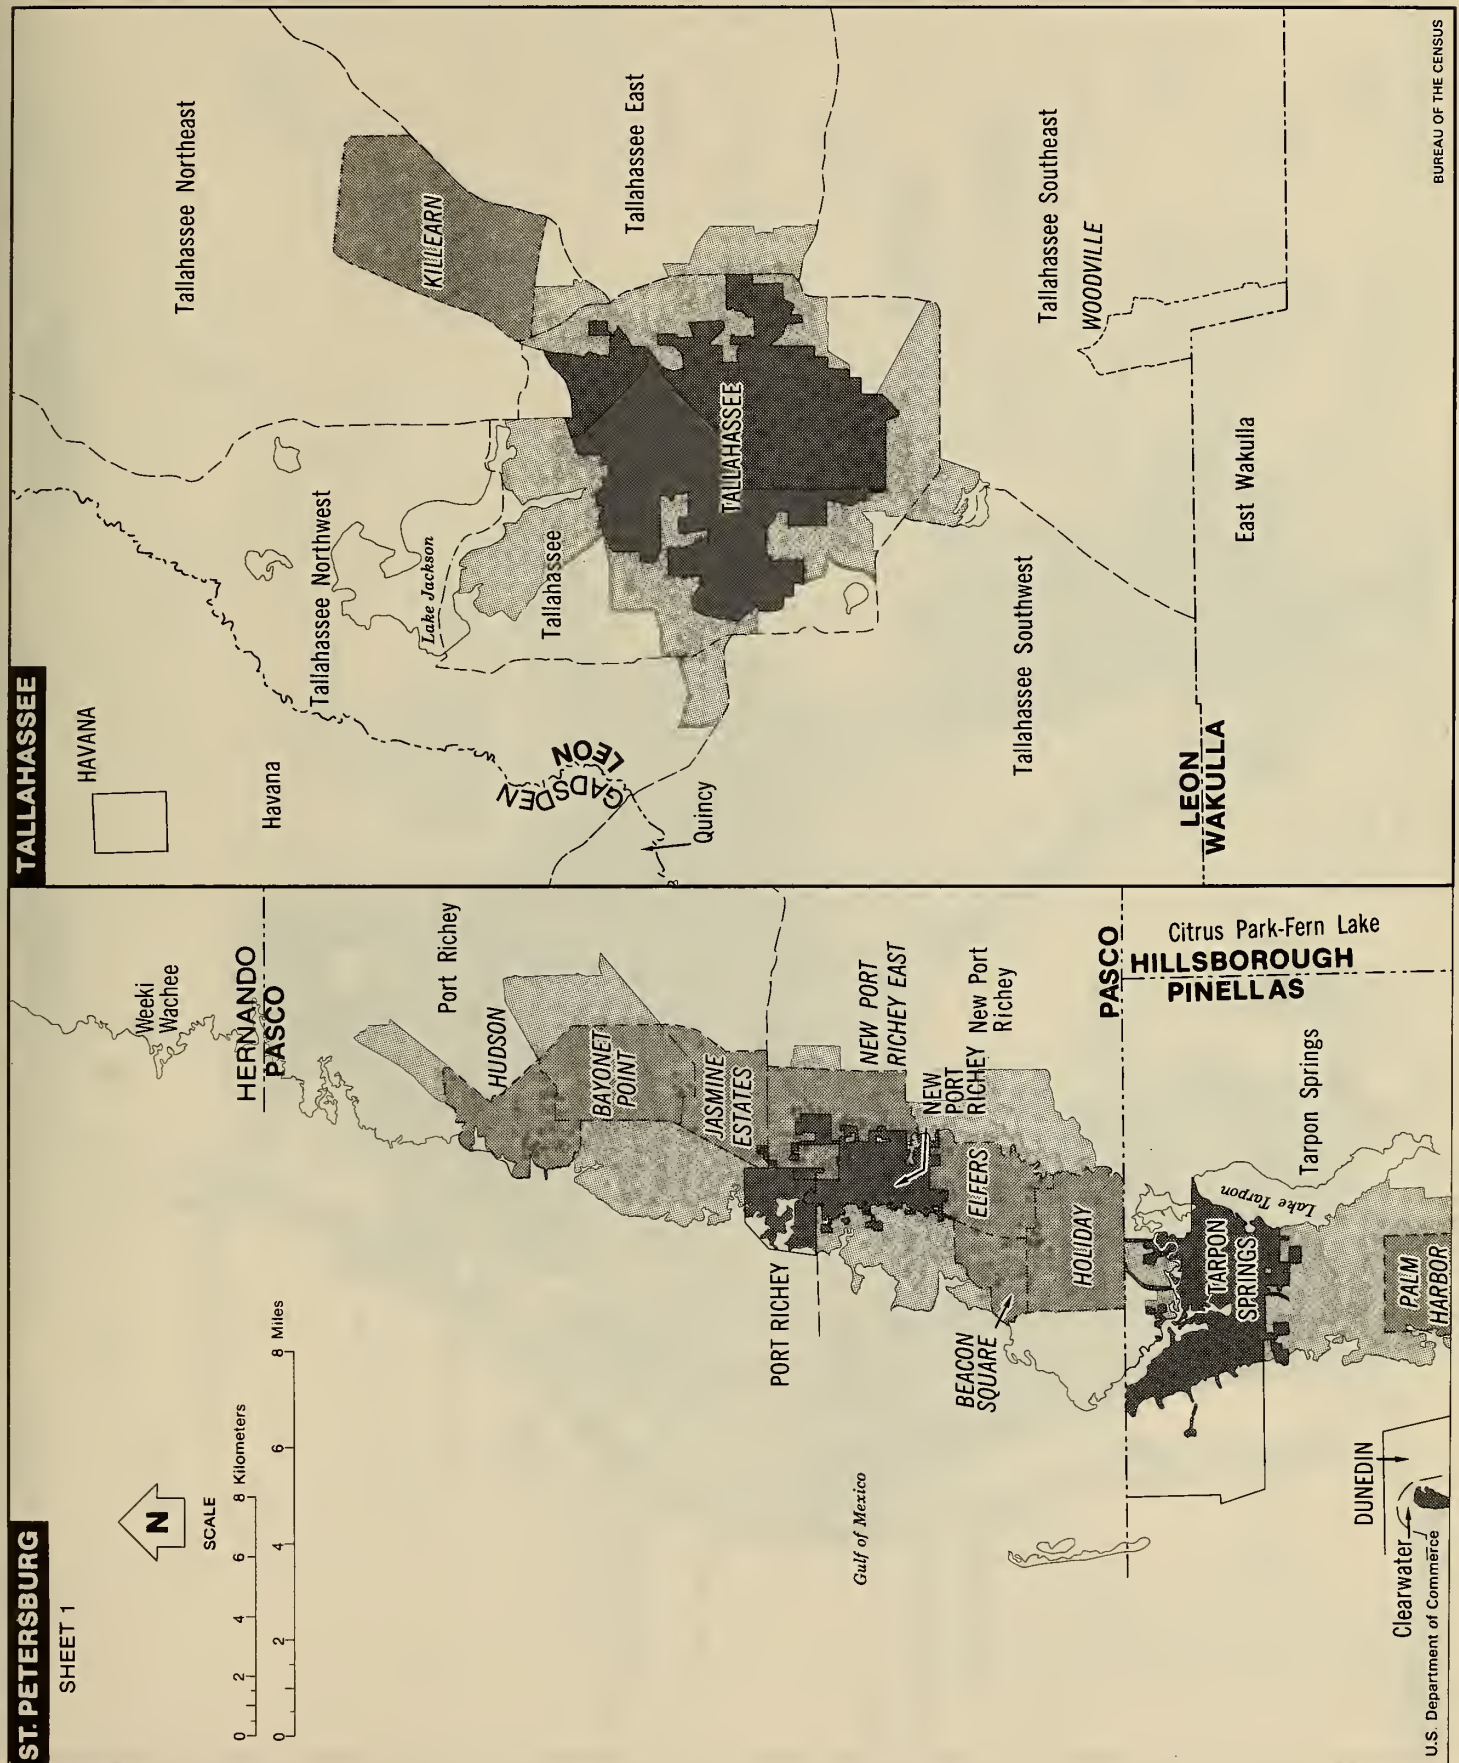 ST. PETERSBURG
SHEET 1
N
SCALE
0 2 4 6 8 Kilometers
0 2 4 6 8 Miles
Weeki
Wachee
HERNANDO
PASCO
Port Richey
HUDSON
BAYONET
POINT
JASMINE
ESTATES
NEW PORT
RICHEY EAST
PORT RICHEY
NEW
PORT
RICHEY
New Port
Richey
ELFERS
BEACON
SQUARE
HOLIDAY
Gulf of Mexico
PASCO
HILLSBOROUGH
PINELLAS
Citrus Park-Fern Lake
TARPON
SPRINGS
Lake Tarpon
Tarpon Springs
PALM
HARBOR
DUNEDIN
Clearwater
U.S. Department of Commerce
TALLAHASSEE
HAVANA
Havana
Tallahassee Northwest
Tallahassee Northeast
Lake Jackson
KILLEARN
GADSDEN
LEON
Tallahassee
Tallahassee East
Quincy
TALLAHASSEE
Tallahassee Southwest
Tallahassee Southeast
WOODVILLE
LEON
WAKULLA
East Wakulla
BUREAU OF THE CENSUS